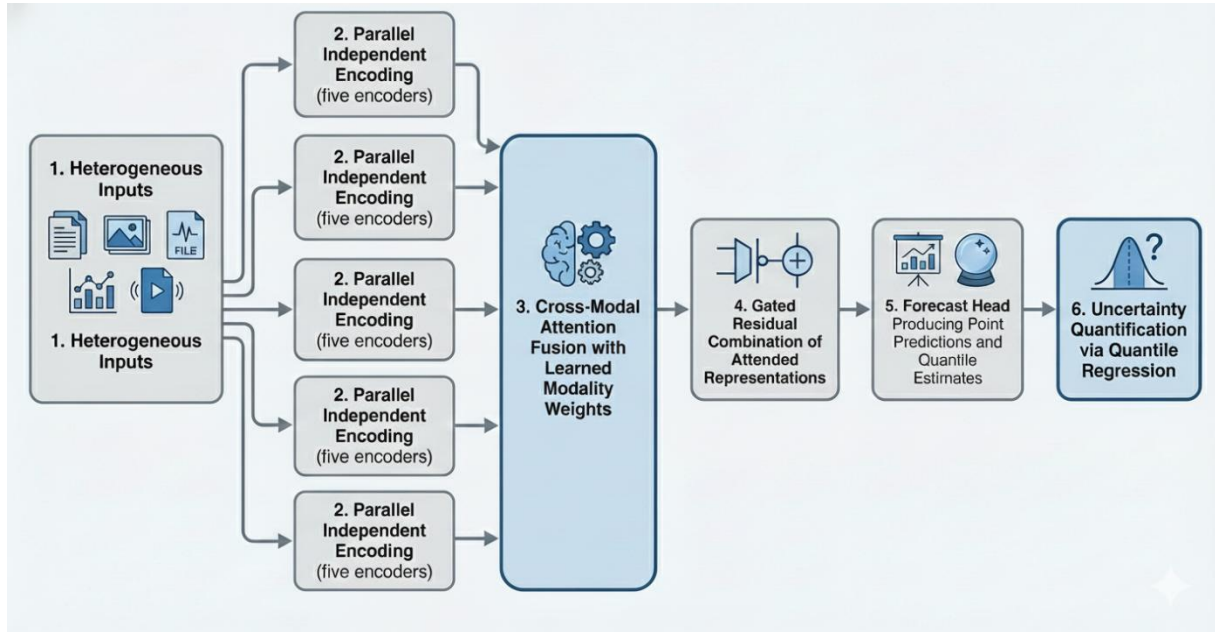 1. Heterogeneous
Inputs
FILE
1. Heterogeneous
Inputs
2. Parallel
Independent
Encoding
(five encoders)
2. Parallel
Independent
Encoding
(five encoders)
2. Parallel
Independent
Encoding
(five encoders)
2. Parallel
Independent
Encoding
(five encoders)
2. Parallel
Independent
Encoding
(five encoders)
3. Cross-Modal
Attention
Fusion with
Learned
Modality
Weights
4. Gated
Residual
Combination of
Attended
Representations
5. Forecast Head
Producing Point
Predictions and
Quantile
Estimates
?
6. Uncertainty
Quantification
via Quantile
Regression